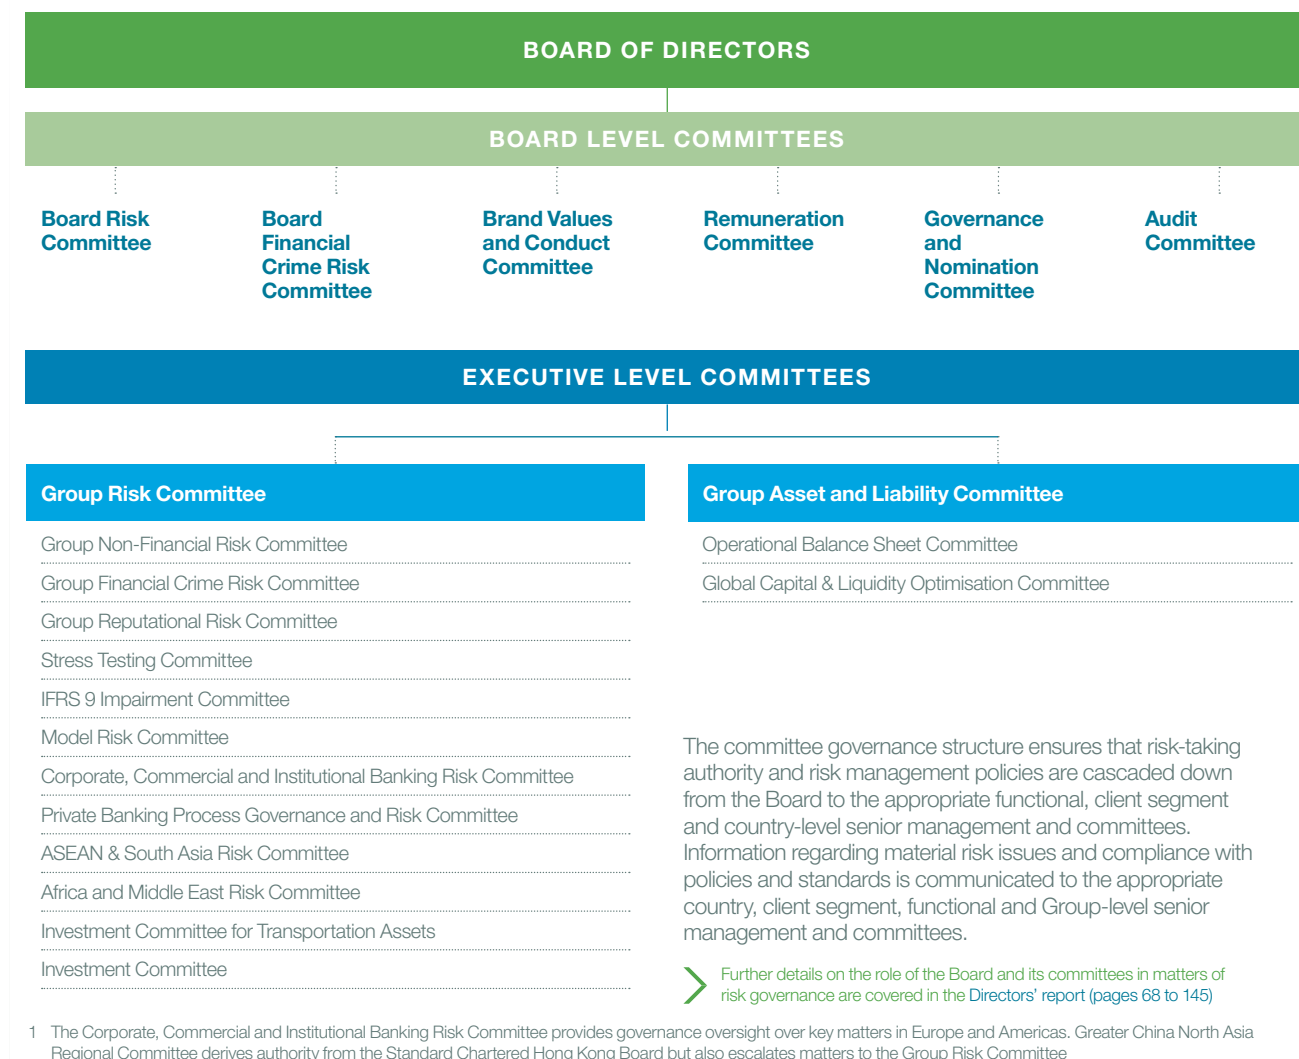 BOARD OF DIRECTORS
BOARD LEVEL COMMITTEES
Board Risk
Committee
Board
Financial
Crime Risk
Committee
Brand Values
and Conduct
Committee
Remuneration
Committee
Governance
and
Nomination
Committee
Audit
Committee
EXECUTIVE LEVEL COMMITTEES
Group Risk Committee
Group Non-Financial Risk Committee
Group Financial Crime Risk Committee
Group Reputational Risk Committee
Stress Testing Committee
IFRS 9 Impairment Committee
Model Risk Committee
Corporate, Commercial and Institutional Banking Risk Committee
Private Banking Process Governance and Risk Committee
ASEAN & South Asia Risk Committee
Africa and Middle East Risk Committee
Investment Committee for Transportation Assets
Investment Committee
Group Asset and Liability Committee
Operational Balance Sheet Committee
Global Capital & Liquidity Optimisation Committee
The committee governance structure ensures that risk-taking
authority and risk management policies are cascaded down
from the Board to the appropriate functional, client segment
and country-level senior management and committees.
Information regarding material risk issues and compliance with
policies and standards is communicated to the appropriate
country, client segment, functional and Group-level senior
management and committees.
Further details on the role of the Board and its committees in matters of
risk governance are covered in the Directors' report (pages 68 to 145)
1 The Corporate, Commercial and Institutional Banking Risk Committee provides governance oversight over key matters in Europe and Americas. Greater China North Asia
Regional Committee derives authority from the Standard Chartered Hong Kong Board but also escalates matters to the Group Risk Committee